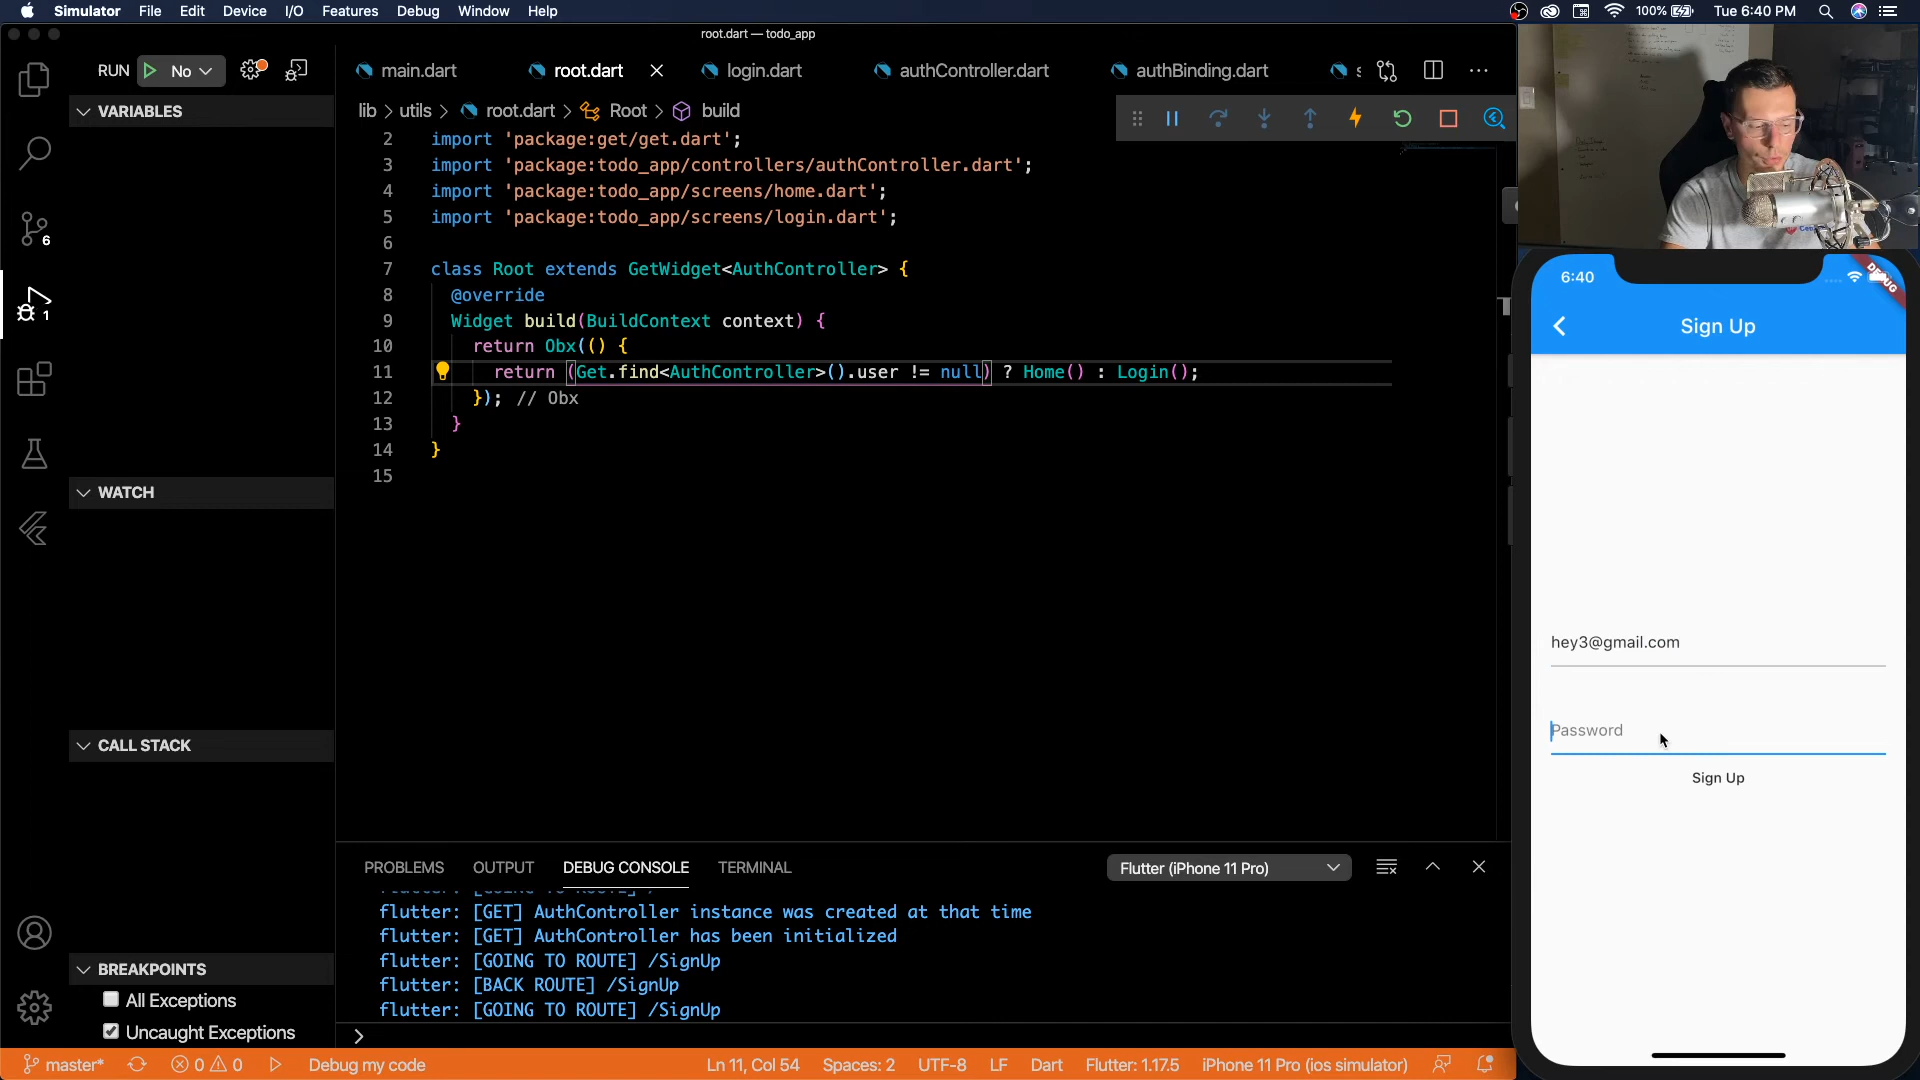 Simulator File Edit Device I/O Features Debug Window Help
100% Tue 6:40 PM
root.dart — todo_app
RUN No
main.dart root.dart login.dart authController.dart authBinding.dart s
VARIABLES
lib > utils > root.dart > Root > build
2 import 'package:get/get.dart';
3 import 'package:todo_app/controllers/authController.dart';
4 import 'package:todo_app/screens/home.dart';
5 import 'package:todo_app/screens/login.dart';
6
7 class Root extends GetWidget<AuthController> {
8 @override
9 Widget build(BuildContext context) {
10 return Obx(() {
11 return (Get.find<AuthController>().user != null) ? Home() : Login();
12 }); // Obx
13 }
14 }
15
6
1
WATCH
CALL STACK
BREAKPOINTS
All Exceptions
Uncaught Exceptions
PROBLEMS OUTPUT DEBUG CONSOLE TERMINAL
Flutter (iPhone 11 Pro)
flutter: [GET] AuthController instance was created at that time
flutter: [GET] AuthController has been initialized
flutter: [GOING TO ROUTE] /SignUp
flutter: [BACK ROUTE] /SignUp
flutter: [GOING TO ROUTE] /SignUp
>
master* 0 0 Debug my code Ln 11, Col 54 Spaces: 2 UTF-8 LF Dart Flutter: 1.17.5 iPhone 11 Pro (ios simulator)
6:40
DEBUG
Sign Up
hey3@gmail.com
Password
Sign Up